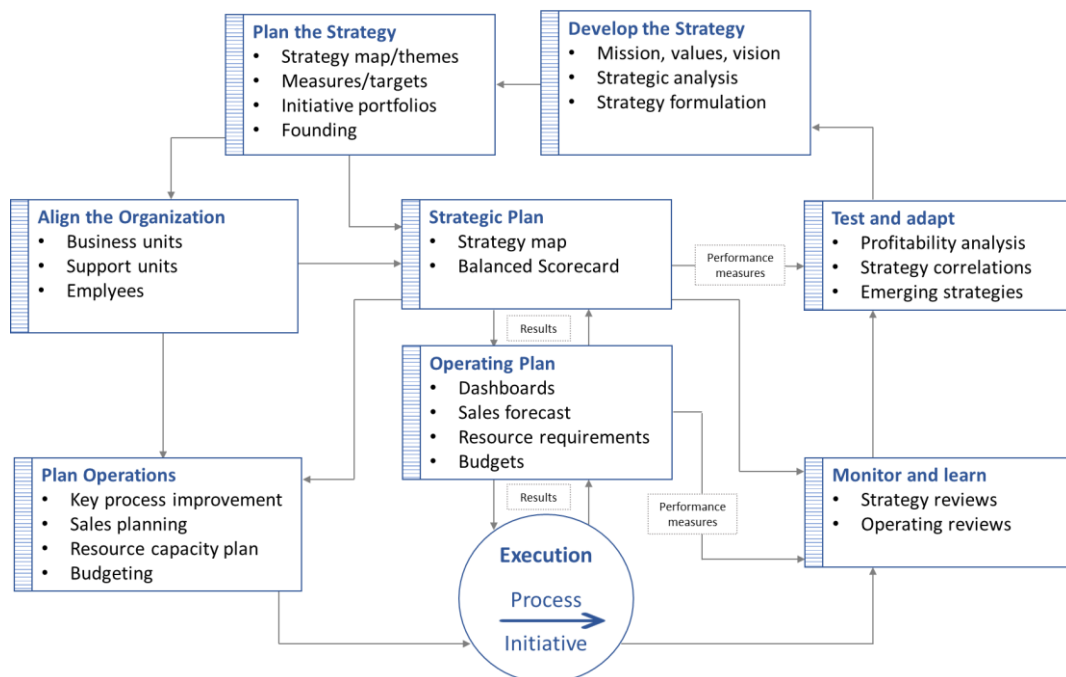 Plan the Strategy
• Strategy map/themes
• Measures/targets
• Initiative portfolios
• Founding
Develop the Strategy
• Mission, values, vision
• Strategic analysis
• Strategy formulation
Align the Organization
• Business units
• Support units
• Emplyees
Strategic Plan
• Strategy map
• Balanced Scorecard
Performance
measures
Test and adapt
• Profitability analysis
• Strategy correlations
• Emerging strategies
Results
Operating Plan
• Dashboards
• Sales forecast
• Resource requirements
• Budgets
Plan Operations
• Key process improvement
• Sales planning
• Resource capacity plan
• Budgeting
Results
Performance
measures
Monitor and learn
• Strategy reviews
• Operating reviews
Execution
Process
Initiative